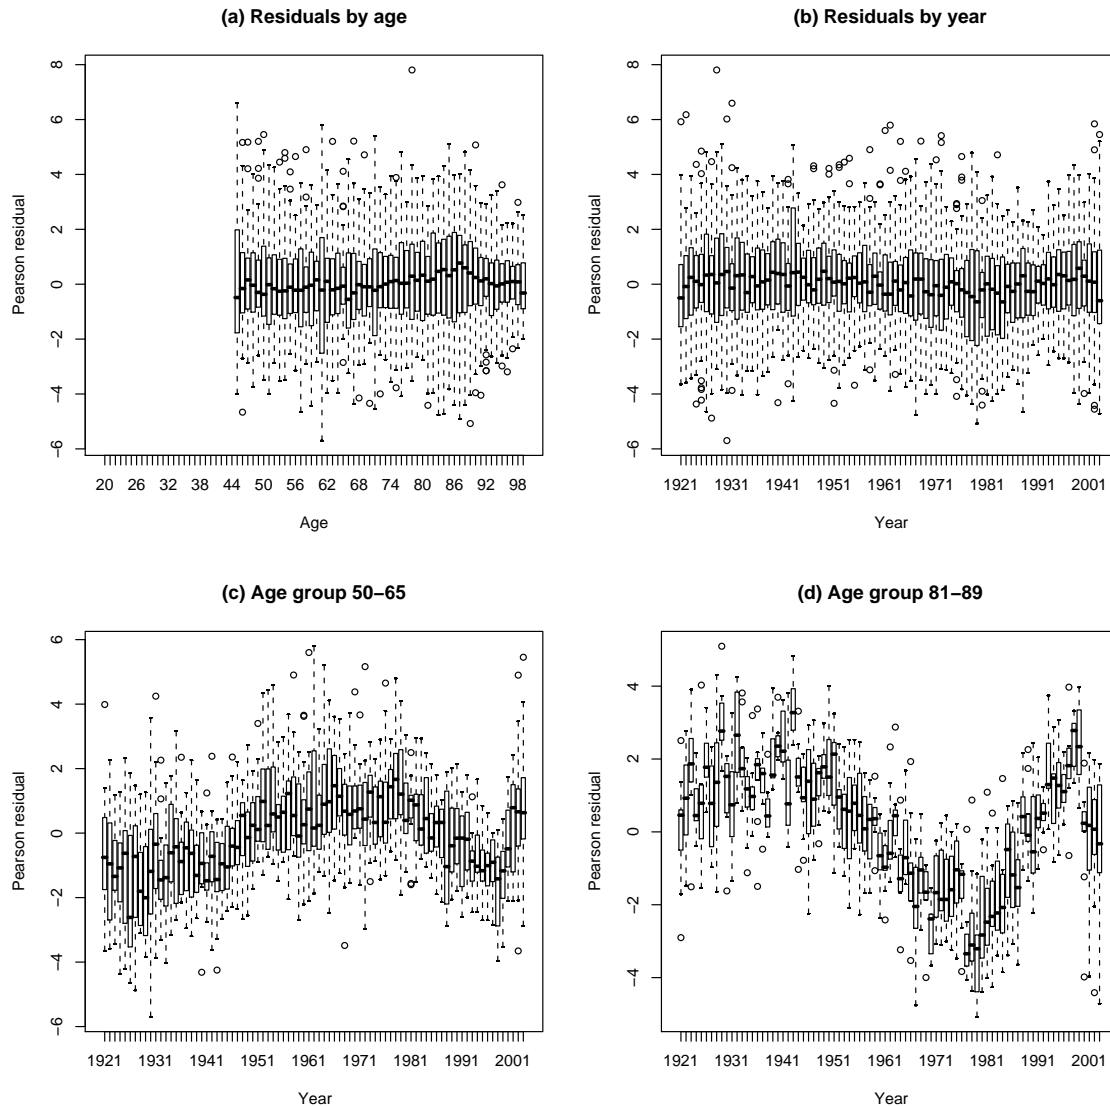 (a) Residuals by age
8
6
4
2
0
−2
−4
−6
Pearson residual
20 26 32 38 44 50 56 62 68 74 80 86 92 98
Age
(b) Residuals by year
8
6
4
2
0
−2
−4
−6
Pearson residual
1921 1931 1941 1951 1961 1971 1981 1991 2001
Year
(c) Age group 50−65
6
4
2
0
−2
−4
−6
Pearson residual
1921 1931 1941 1951 1961 1971 1981 1991 2001
Year
(d) Age group 81−89
4
2
0
−2
−4
Pearson residual
1921 1931 1941 1951 1961 1971 1981 1991 2001
Year